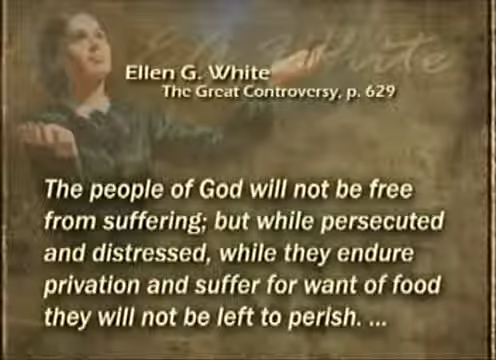 Ellen G. White
The Great Controversy, p. 629
The people of God will not be free
from suffering; but while persecuted
and distressed, while they endure
privation and suffer for want of food
they will not be left to perish. ...